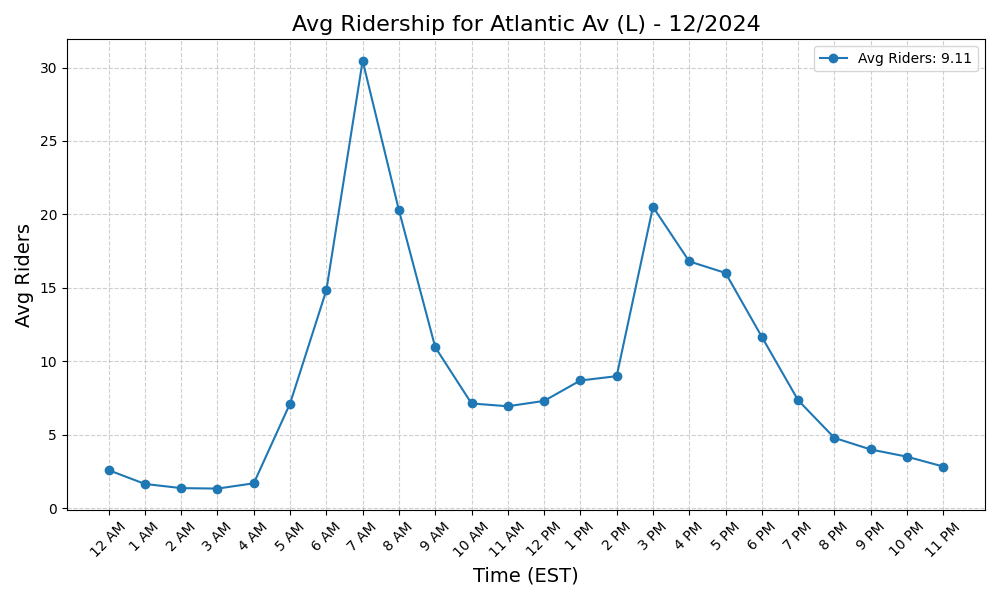 Avg Ridership for Atlantic Av (L) - 12/2024
Avg Riders: 9.11
Avg Riders
30
25
20
15
10
5
0
12 AM
1 AM
2 AM
3 AM
4 AM
5 AM
6 AM
7 AM
8 AM
9 AM
10 AM
11 AM
12 PM
1 PM
2 PM
3 PM
4 PM
5 PM
6 PM
7 PM
8 PM
9 PM
10 PM
11 PM
Time (EST)